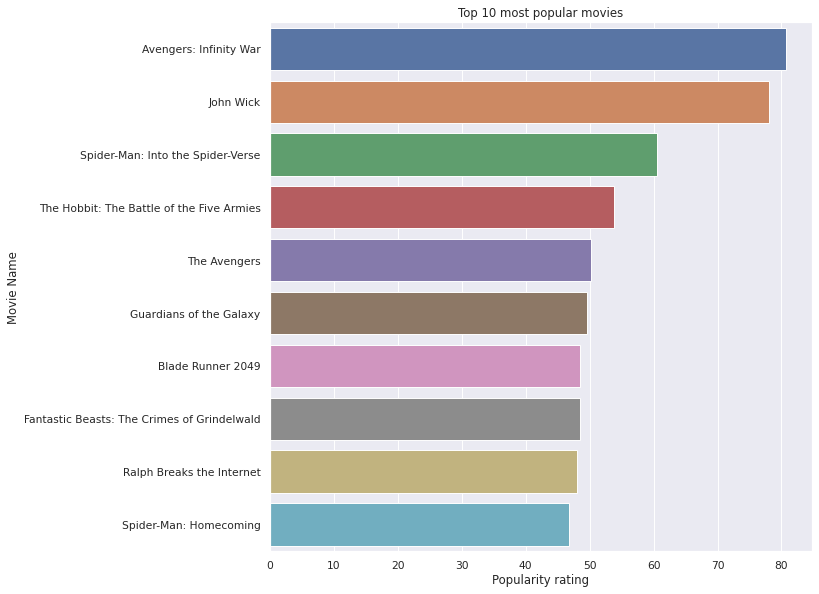 Top 10 most popular movies
Movie Name
Avengers: Infinity War
John Wick
Spider-Man: Into the Spider-Verse
The Hobbit: The Battle of the Five Armies
The Avengers
Guardians of the Galaxy
Blade Runner 2049
Fantastic Beasts: The Crimes of Grindelwald
Ralph Breaks the Internet
Spider-Man: Homecoming
0 10 20 30 40 50 60 70 80
Popularity rating